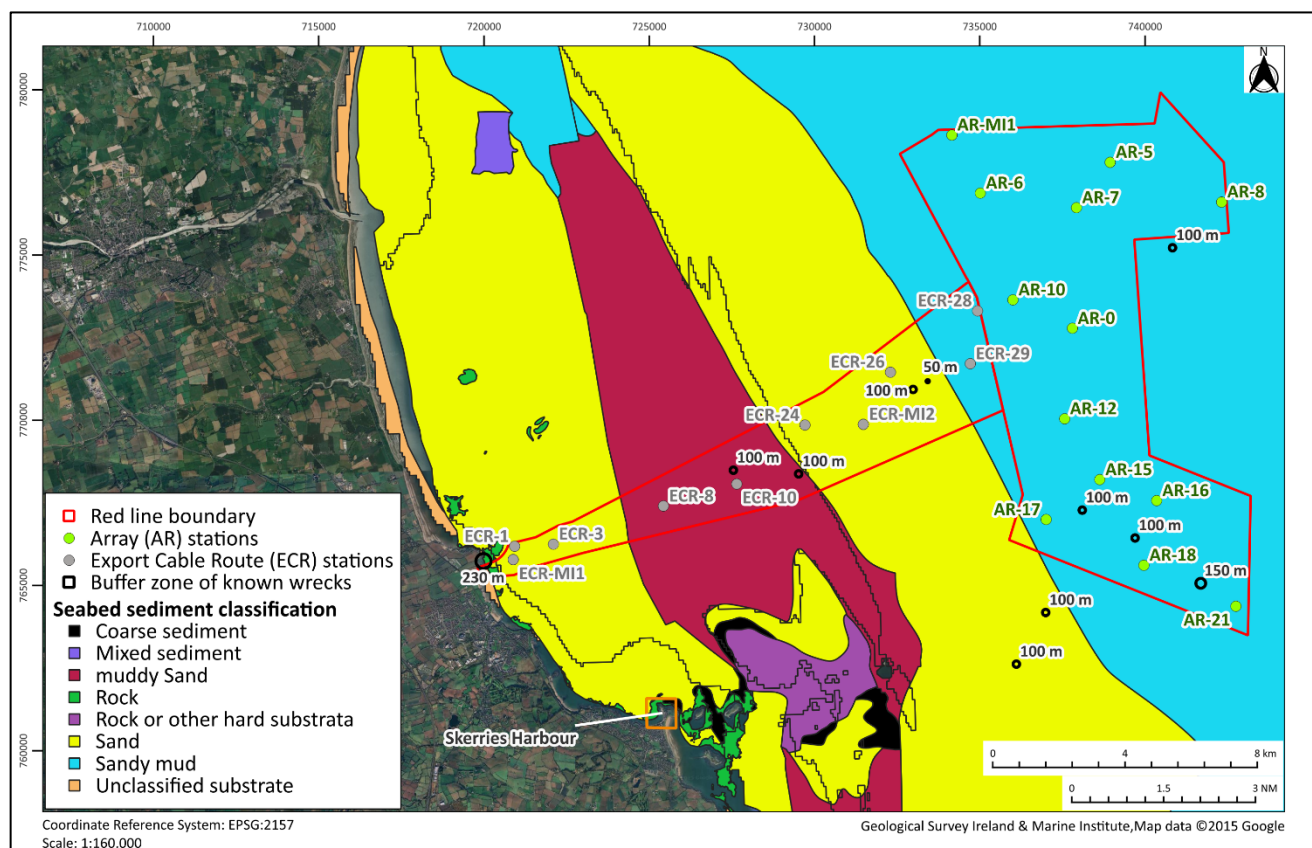 710000 715000 720000 725000 730000 735000 740000
780000
775000
770000
765000
760000
N
AR-MI1
AR-5
AR-6
AR-7
AR-8
100 m
AR-10
ECR-28
AR-0
ECR-26
50 m
ECR-29
100 m
ECR-24
ECR-MI2
AR-12
100 m
100 m
ECR-8
ECR-10
AR-15
AR-16
100 m
AR-17
100 m
ECR-1
ECR-3
ECR-MI1
230 m
AR-18
150 m
AR-21
100 m
100 m
Skerries Harbour
Red line boundary
Array (AR) stations
Export Cable Route (ECR) stations
Buffer zone of known wrecks
Seabed sediment classification
Coarse sediment
Mixed sediment
muddy Sand
Rock
Rock or other hard substrata
Sand
Sandy mud
Unclassified substrate
0 4 8 km
0 1.5 3 NM
Coordinate Reference System: EPSG:2157
Scale: 1:160.000
Geological Survey Ireland & Marine Institute,Map data ©2015 Google